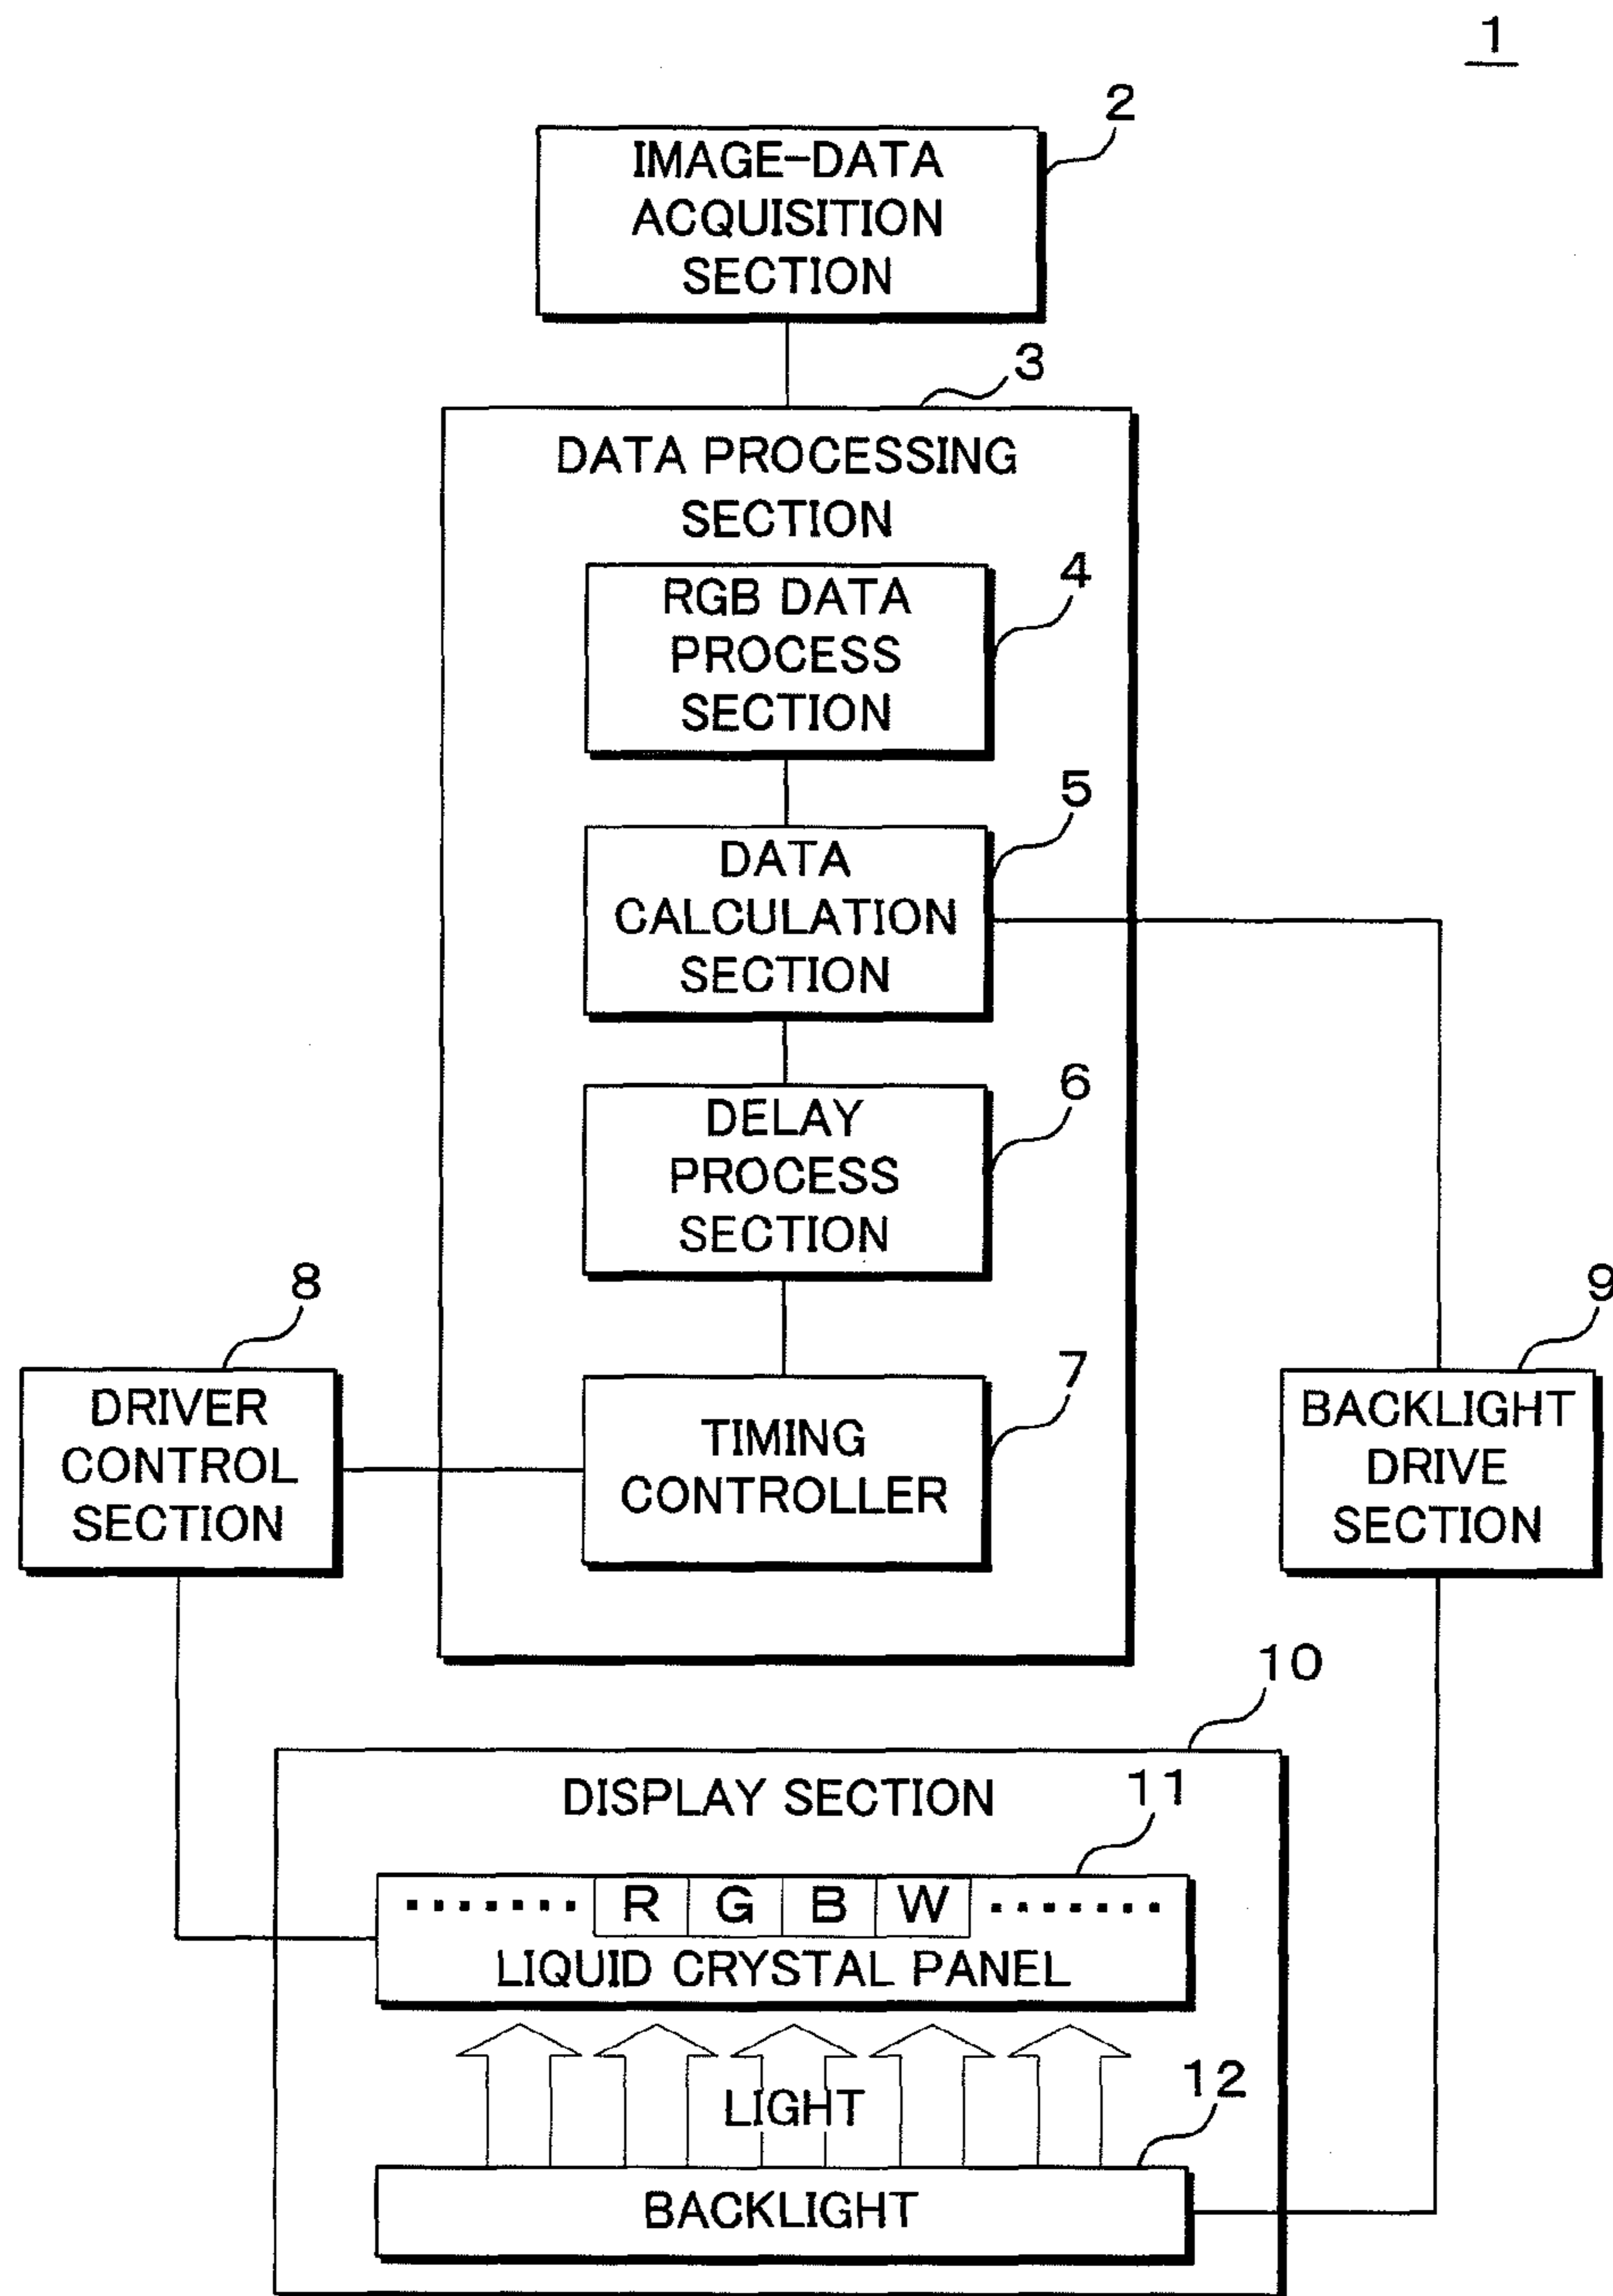 1
2
IMAGE-DATA
ACQUISITION
SECTION
3
DATA PROCESSING
SECTION
4
RGB DATA
PROCESS
SECTION
5
DATA
CALCULATION
SECTION
6
DELAY
PROCESS
SECTION
7
TIMING
CONTROLLER
8
DRIVER
CONTROL
SECTION
9
BACKLIGHT
DRIVE
SECTION
10
DISPLAY SECTION
11
······· R G B W ·······
LIQUID CRYSTAL PANEL
LIGHT
12
BACKLIGHT